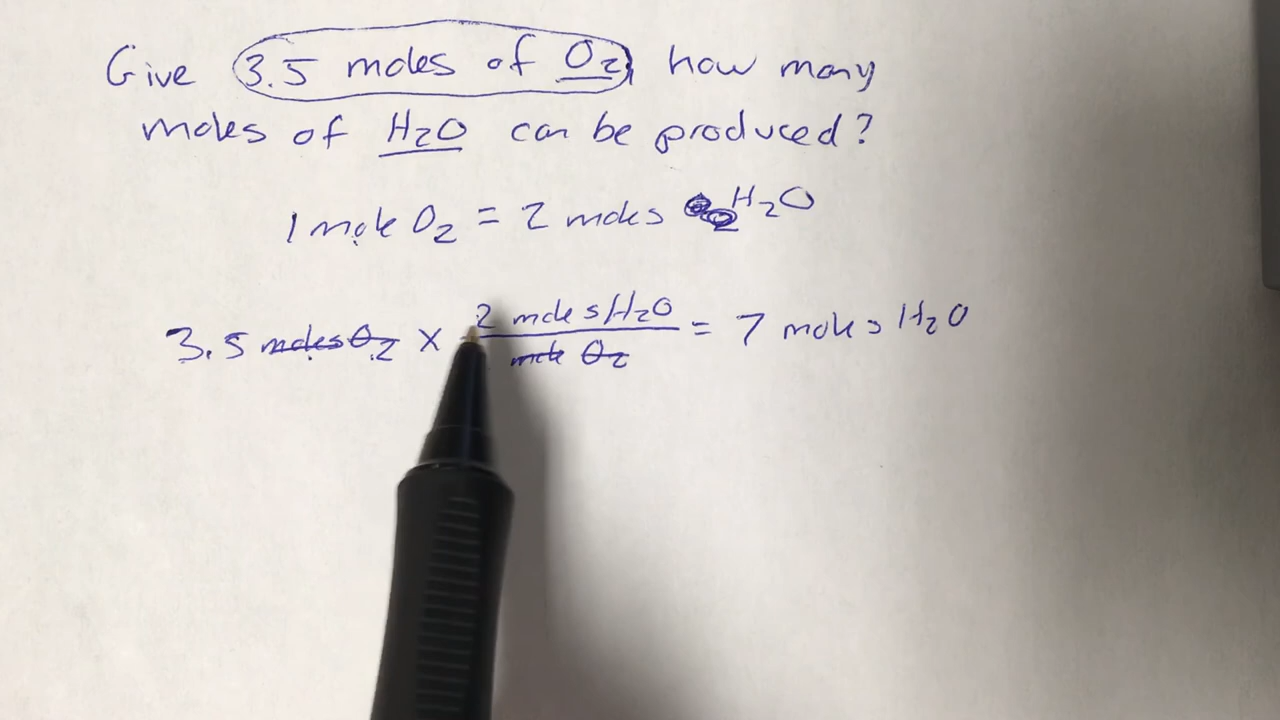 Give 3.5 moles of O2, how many
moles of H2O can be produced?
1 mole O2 = 2 moles H2O
2 moles H2O
3.5 moles O2 x = 7 moles H2O
mole O2